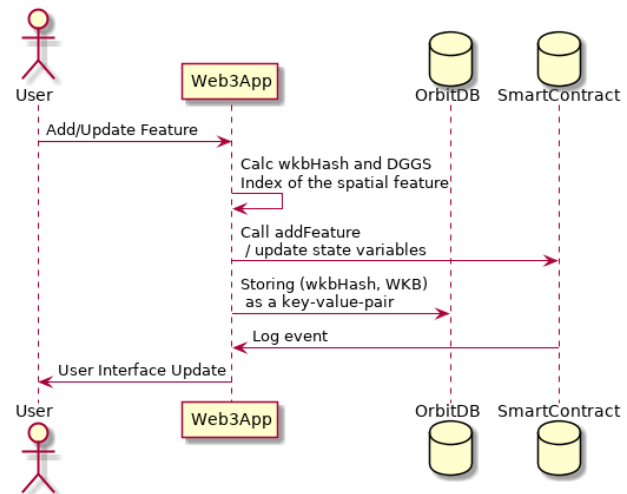 User
Web3App
OrbitDB
SmartContract
Add/Update Feature
Calc wkbHash and DGGS
Index of the spatial feature
Call addFeature
/ update state variables
Storing (wkbHash, WKB)
as a key-value-pair
Log event
User Interface Update
User
Web3App
OrbitDB
SmartContract